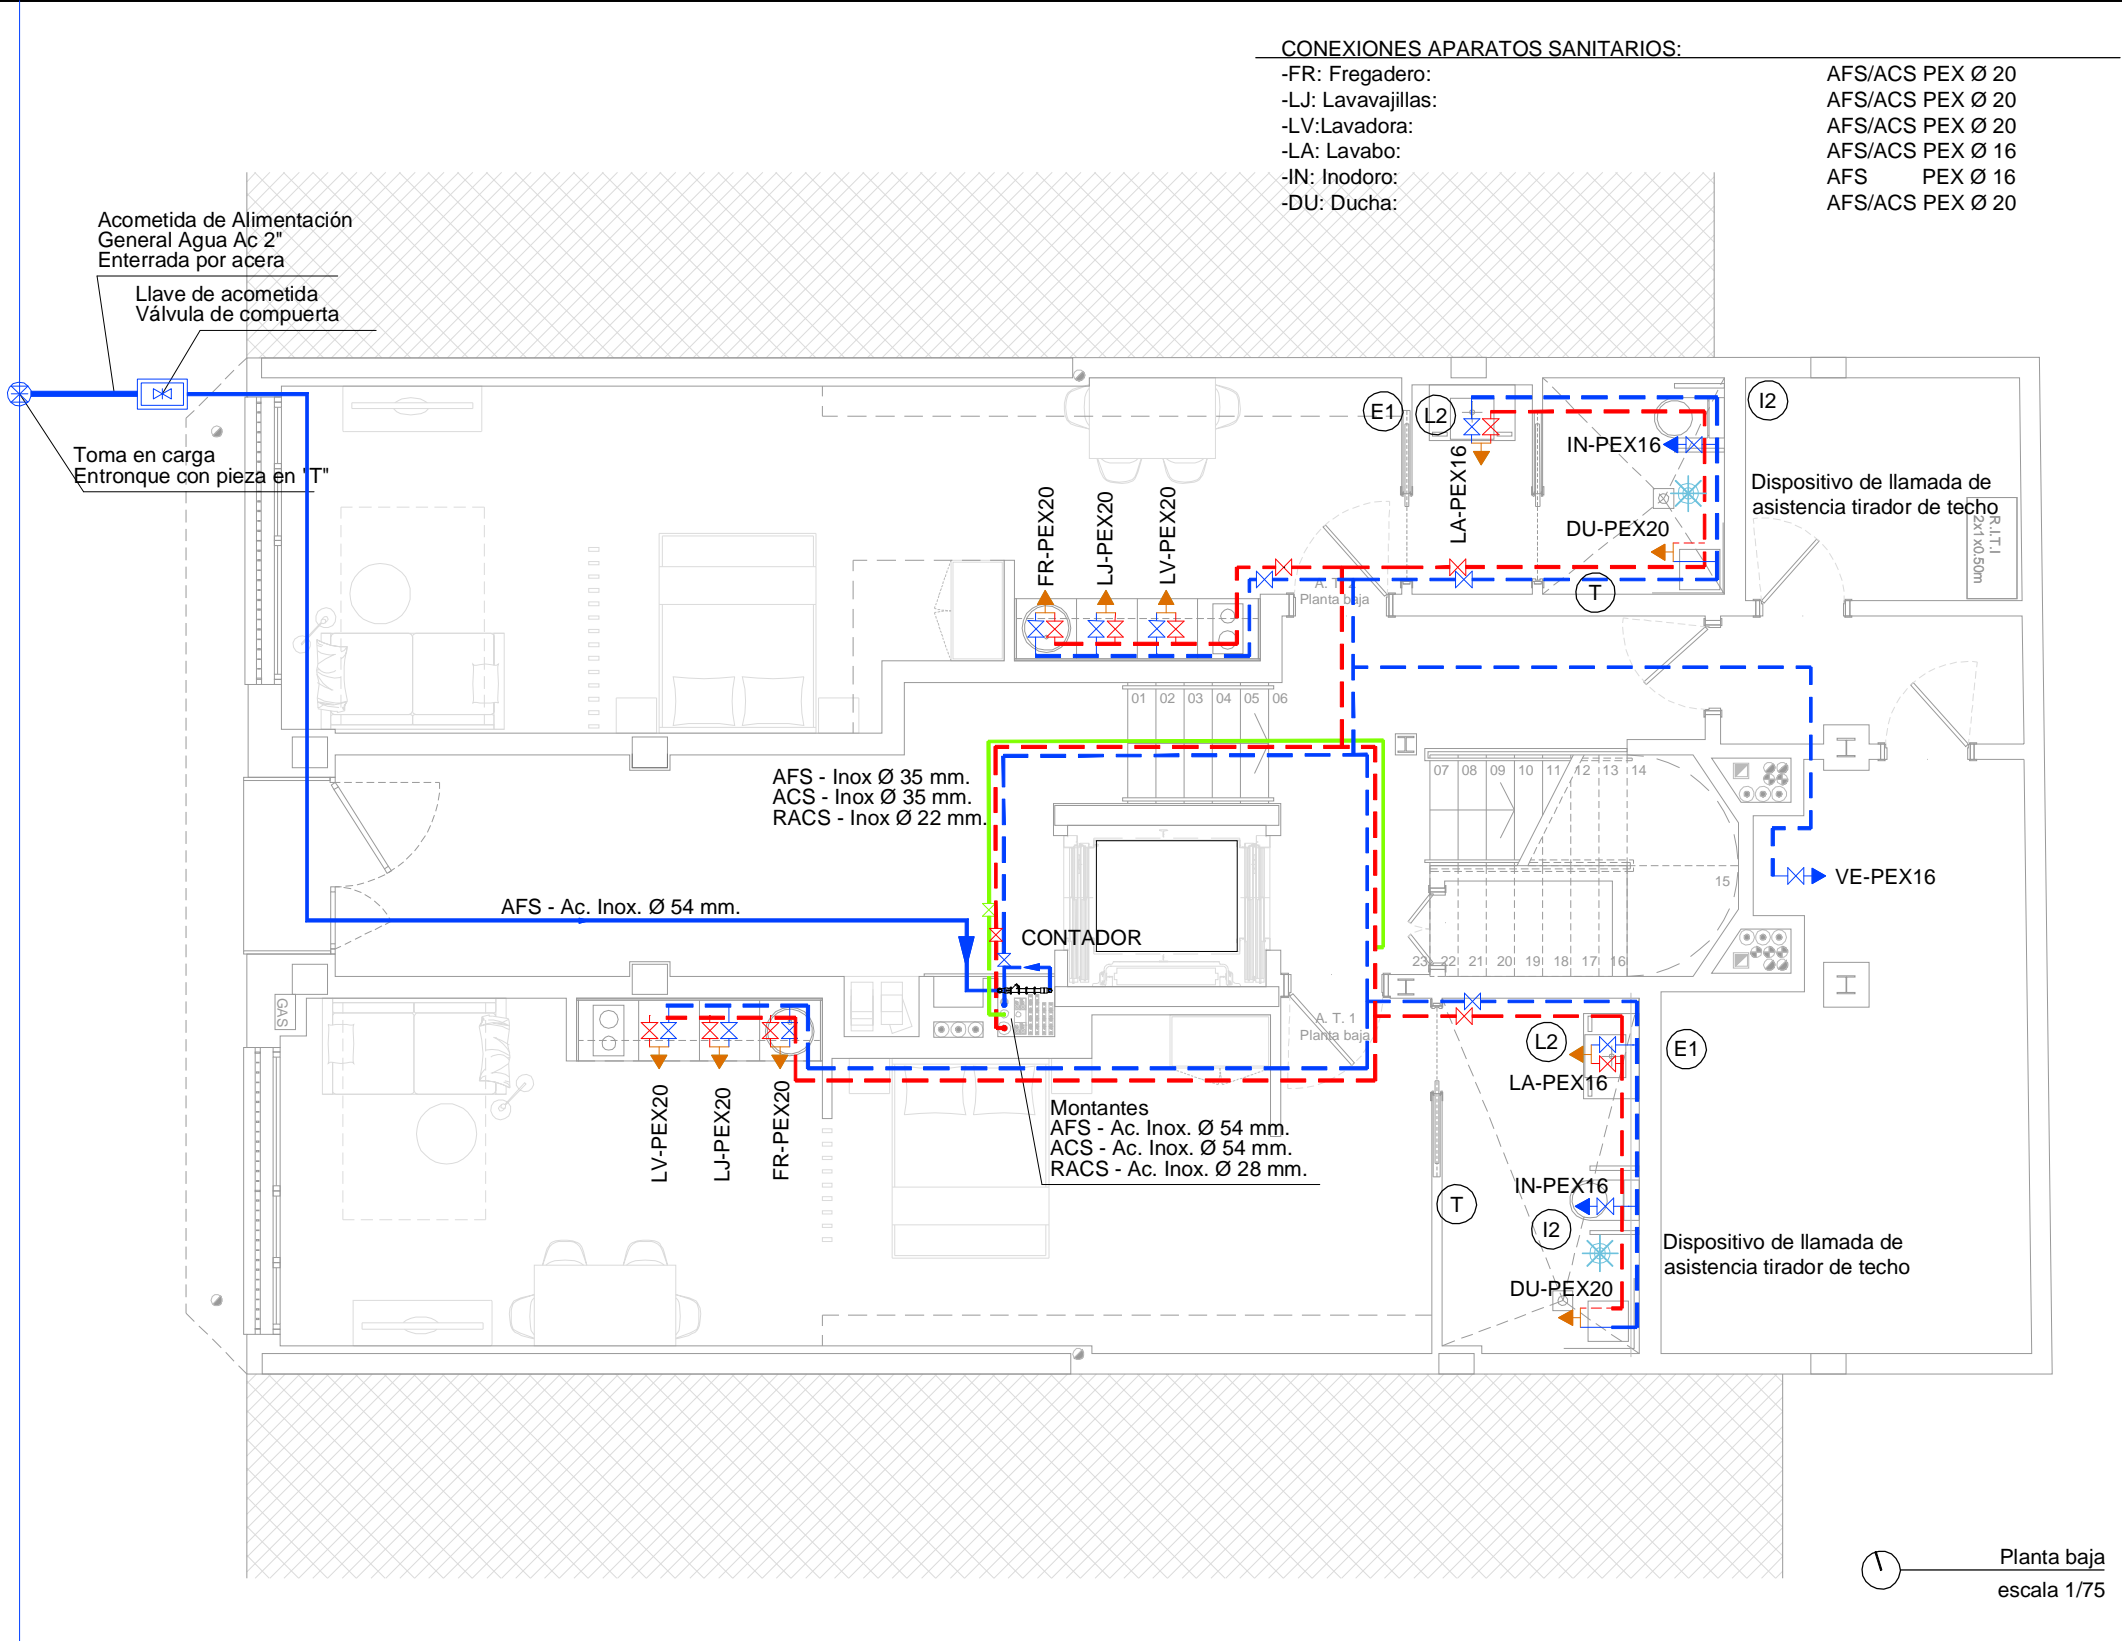 CONEXIONES APARATOS SANITARIOS:
-FR: Fregadero: AFS/ACS PEX Ø 20
-LJ: Lavavajillas: AFS/ACS PEX Ø 20
-LV:Lavadora: AFS/ACS PEX Ø 20
-LA: Lavabo: AFS/ACS PEX Ø 16
-IN: Inodoro: AFS PEX Ø 16
-DU: Ducha: AFS/ACS PEX Ø 20
Acometida de Alimentación
General Agua Ac 2"
Enterrada por acera
Llave de acometida
Válvula de compuerta
Toma en carga
Entronque con pieza en "T"
E1
L2
I2
IN-PEX16
LA-PEX16
DU-PEX20
T
Dispositivo de llamada de
asistencia tirador de techo
R.I.T.I
2x1x0.50m
FR-PEX20
LJ-PEX20
LV-PEX20
A. T. 2
Planta baja
01 02 03 04 05 06
AFS - Inox Ø 35 mm.
ACS - Inox Ø 35 mm.
RACS - Inox Ø 22 mm.
07 08 09 10 11 12 13 14
15
VE-PEX16
AFS - Ac. Inox. Ø 54 mm.
CONTADOR
23 22 21 20 19 18 17 16
GAS
A. T. 1
Planta baja
L2
E1
LA-PEX16
LV-PEX20
LJ-PEX20
FR-PEX20
Montantes
AFS - Ac. Inox. Ø 54 mm.
ACS - Ac. Inox. Ø 54 mm.
RACS - Ac. Inox. Ø 28 mm.
T
IN-PEX16
I2
DU-PEX20
Dispositivo de llamada de
asistencia tirador de techo
Planta baja
escala 1/75